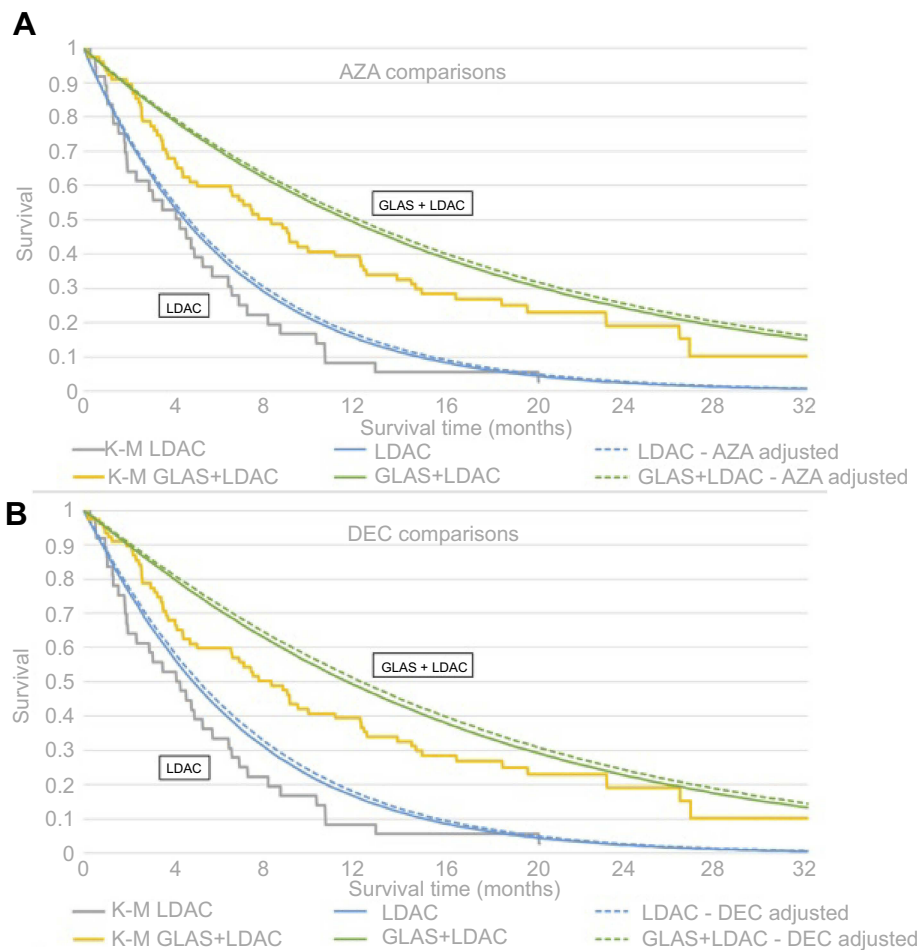 A
AZA comparisons
1
0.9
0.8
0.7
0.6
0.5
0.4
0.3
0.2
0.1
0
Survival
GLAS + LDAC
LDAC
0 4 8 12 16 20 24 28 32
Survival time (months)
K-M LDAC LDAC LDAC - AZA adjusted
K-M GLAS+LDAC GLAS+LDAC GLAS+LDAC - AZA adjusted
B
DEC comparisons
1
0.9
0.8
0.7
0.6
0.5
0.4
0.3
0.2
0.1
0
Survival
GLAS + LDAC
LDAC
0 4 8 12 16 20 24 28 32
Survival time (months)
K-M LDAC LDAC LDAC - DEC adjusted
K-M GLAS+LDAC GLAS+LDAC GLAS+LDAC - DEC adjusted